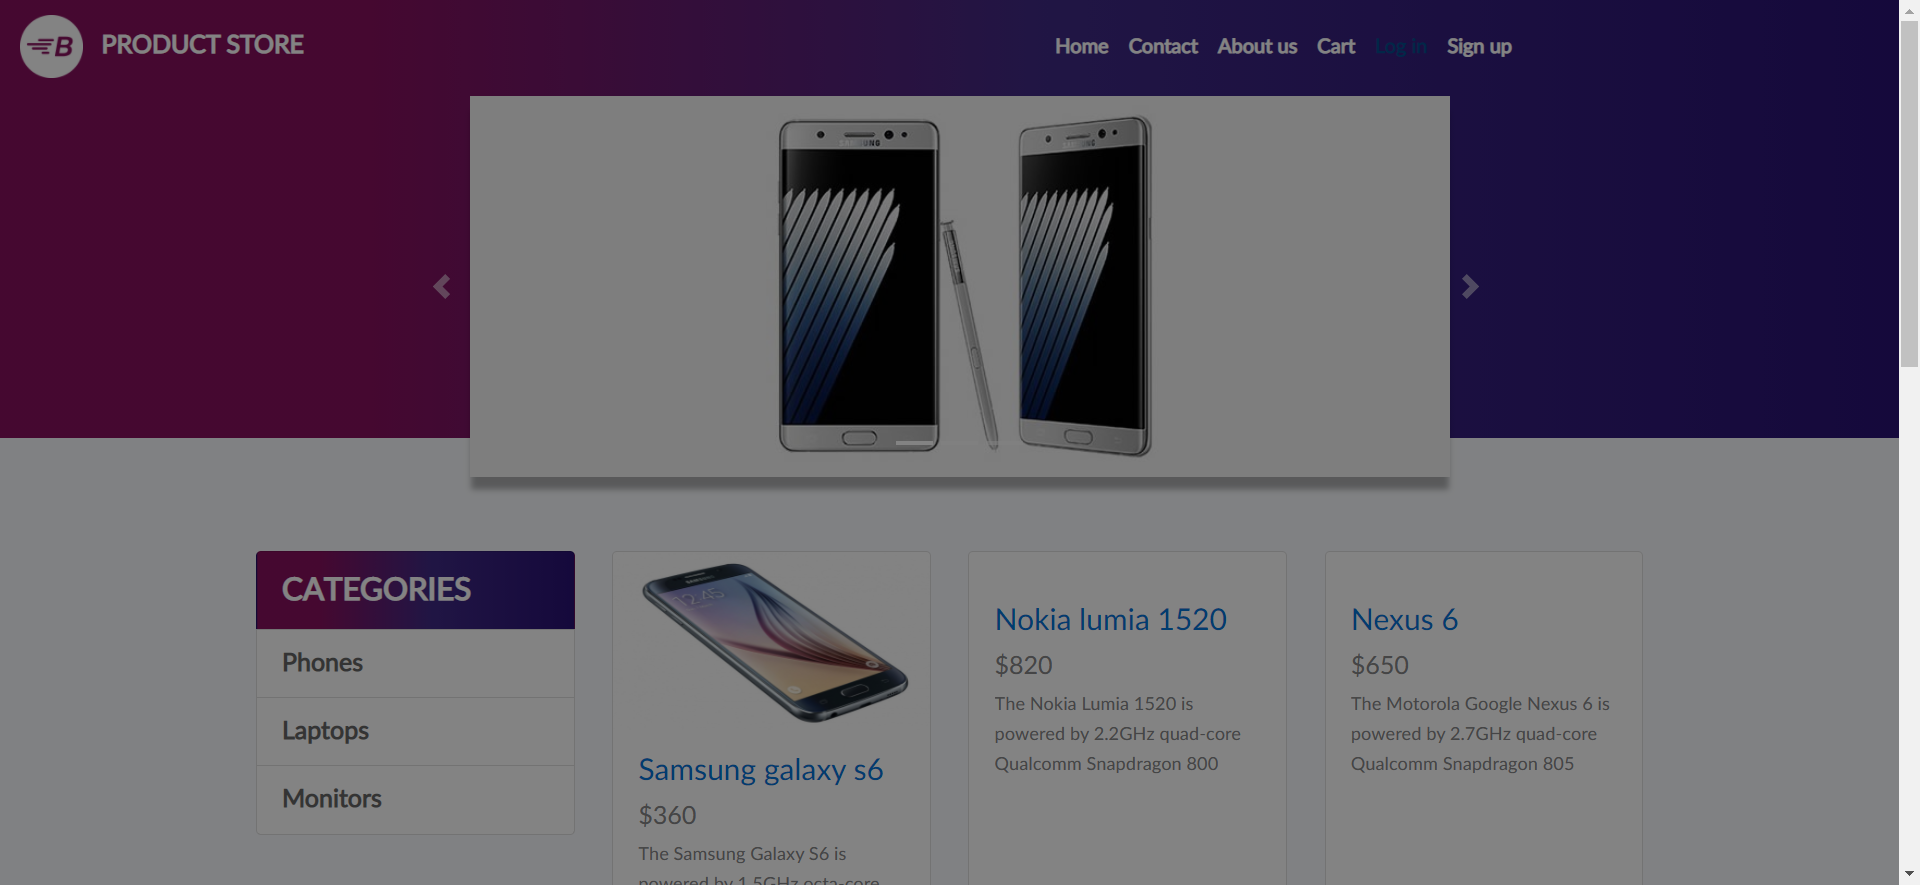 B PRODUCT STORE
Home Contact About us Cart Log in Sign up
SAMSUNG
CATEGORIES
Phones
Laptops
Monitors
12:45
Samsung galaxy s6
$360
The Samsung Galaxy S6 is
powered by 1.5GHz octa-core
Nokia lumia 1520
$820
The Nokia Lumia 1520 is
powered by 2.2GHz quad-core
Qualcomm Snapdragon 800
Nexus 6
$650
The Motorola Google Nexus 6 is
powered by 2.7GHz quad-core
Qualcomm Snapdragon 805